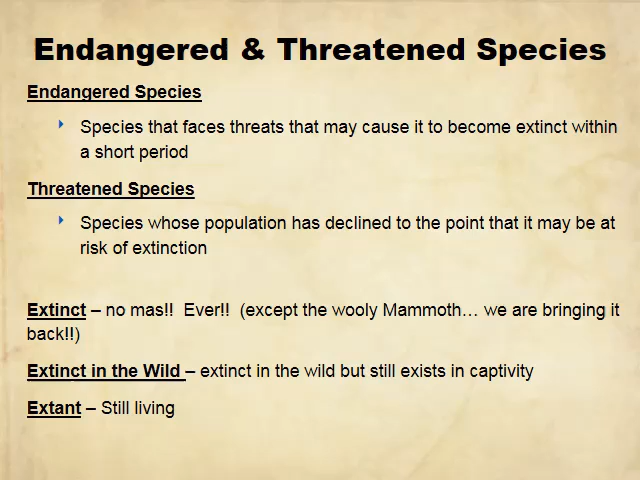 Endangered & Threatened Species
Endangered Species
Species that faces threats that may cause it to become extinct within
a short period
Threatened Species
Species whose population has declined to the point that it may be at
risk of extinction
Extinct – no mas!!  Ever!!  (except the wooly Mammoth… we are bringing it
back!!)
Extinct in the Wild – extinct in the wild but still exists in captivity
Extant – Still living